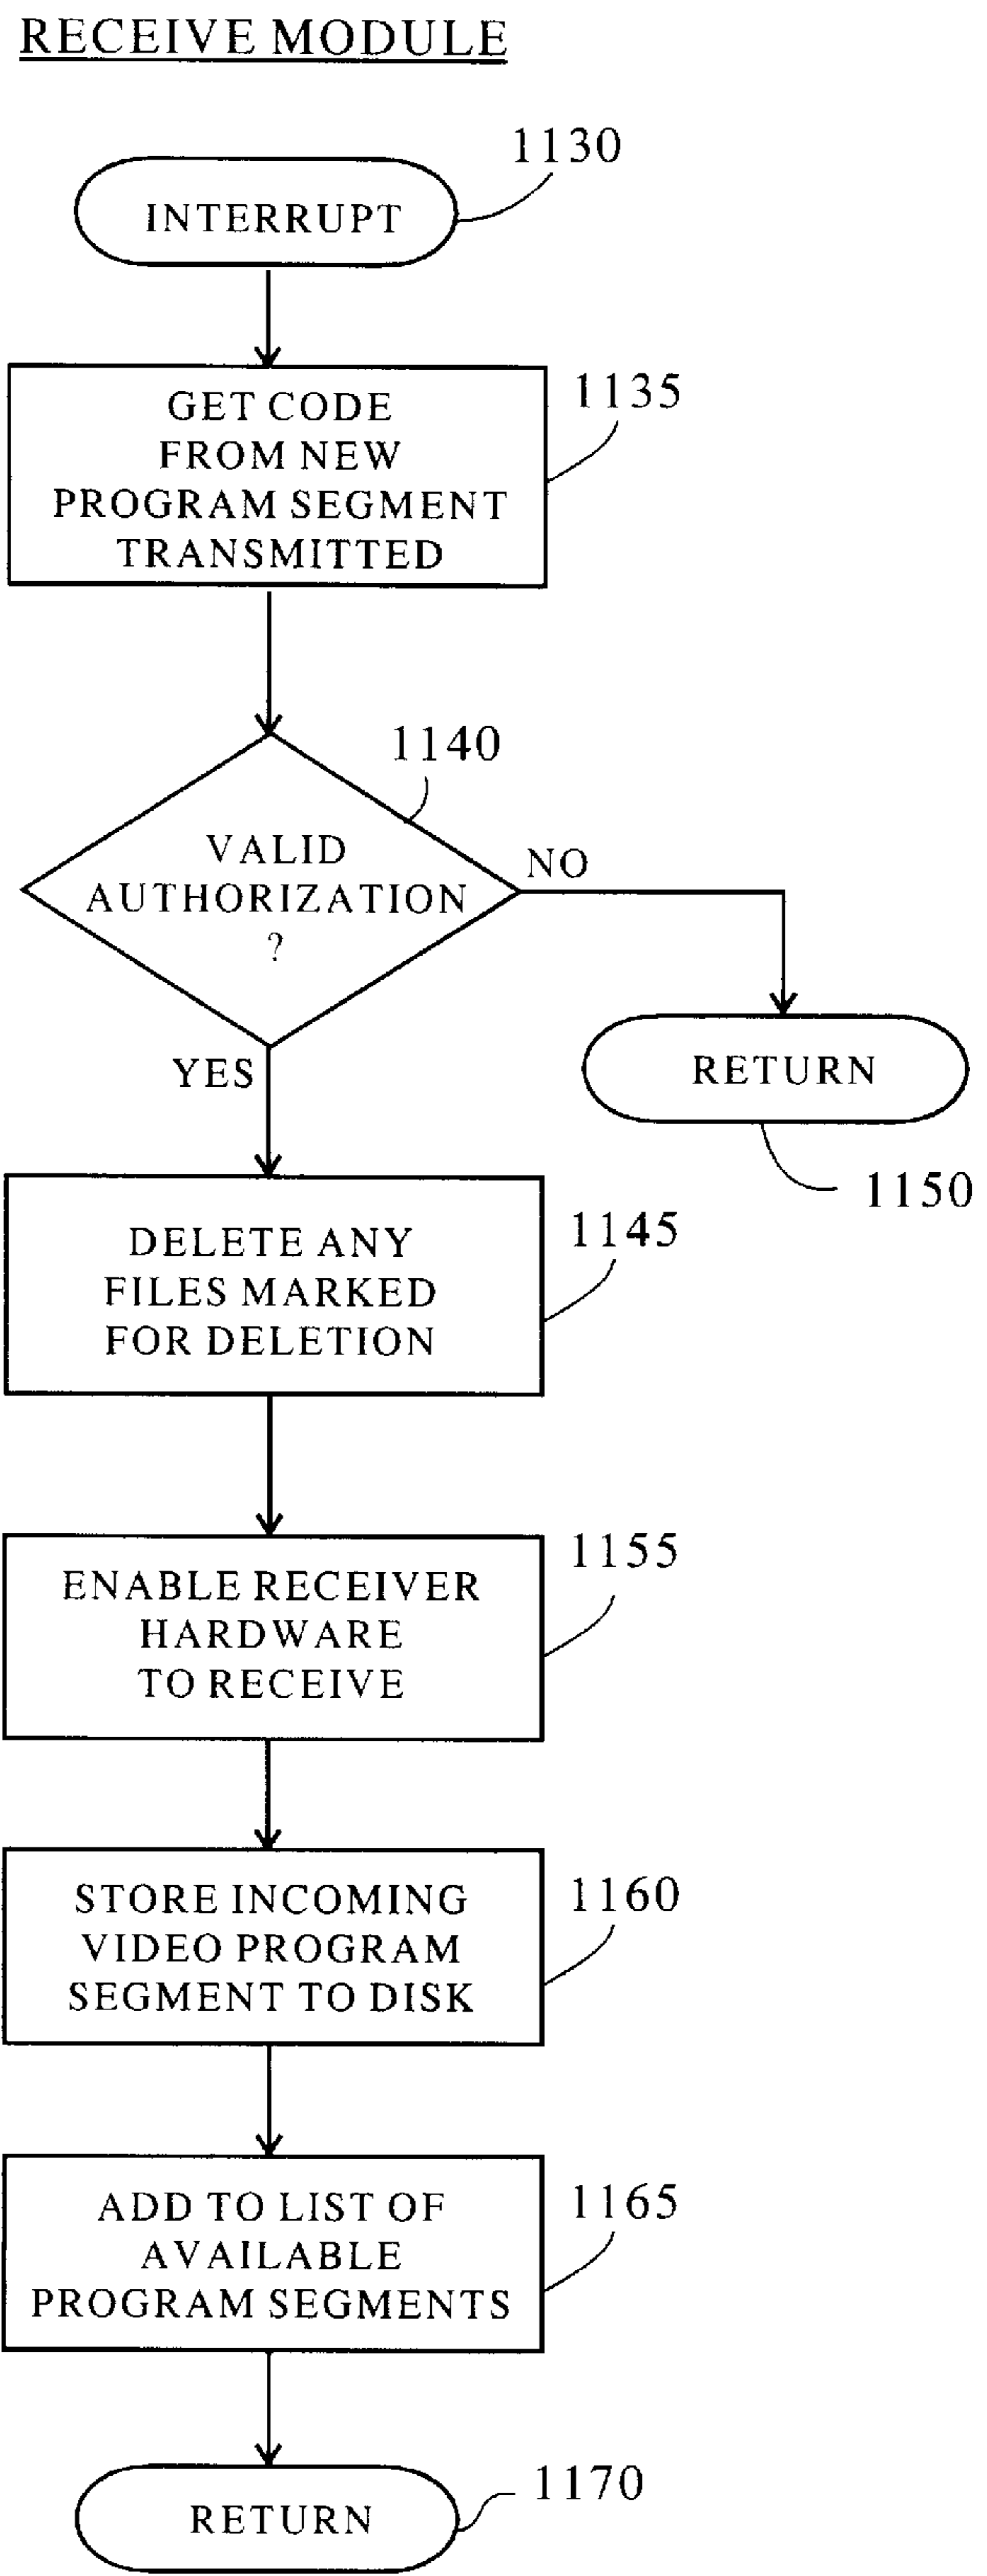 RECEIVE MODULE
1130
INTERRUPT
1135
GET CODE
FROM NEW
PROGRAM SEGMENT
TRANSMITTED
1140
VALID
AUTHORIZATION
?
NO
YES
RETURN
1150
1145
DELETE ANY
FILES MARKED
FOR DELETION
1155
ENABLE RECEIVER
HARDWARE
TO RECEIVE
1160
STORE INCOMING
VIDEO PROGRAM
SEGMENT TO DISK
1165
ADD TO LIST OF
AVAILABLE
PROGRAM SEGMENTS
1170
RETURN